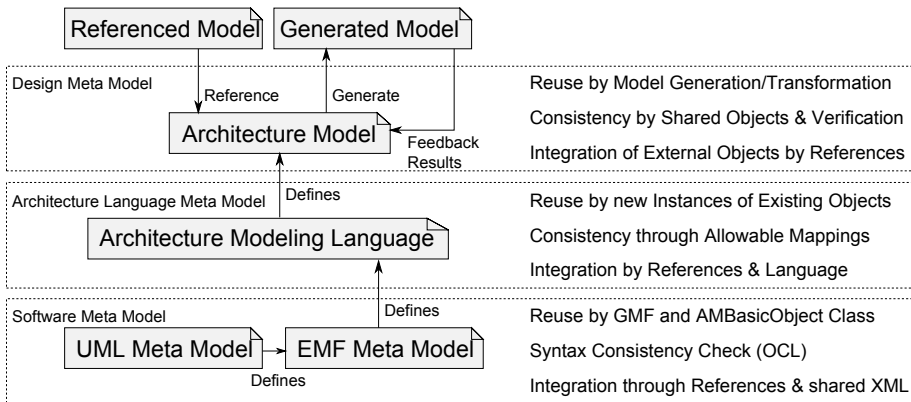 Referenced Model
Generated Model
Design Meta Model
Reference
Generate
Architecture Model
Feedback
Results
Reuse by Model Generation/Transformation
Consistency by Shared Objects & Verification
Integration of External Objects by References
Defines
Architecture Language Meta Model
Architecture Modeling Language
Reuse by new Instances of Existing Objects
Consistency through Allowable Mappings
Integration by References & Language
Defines
Software Meta Model
UML Meta Model
EMF Meta Model
Defines
Reuse by GMF and AMBasicObject Class
Syntax Consistency Check (OCL)
Integration through References & shared XML